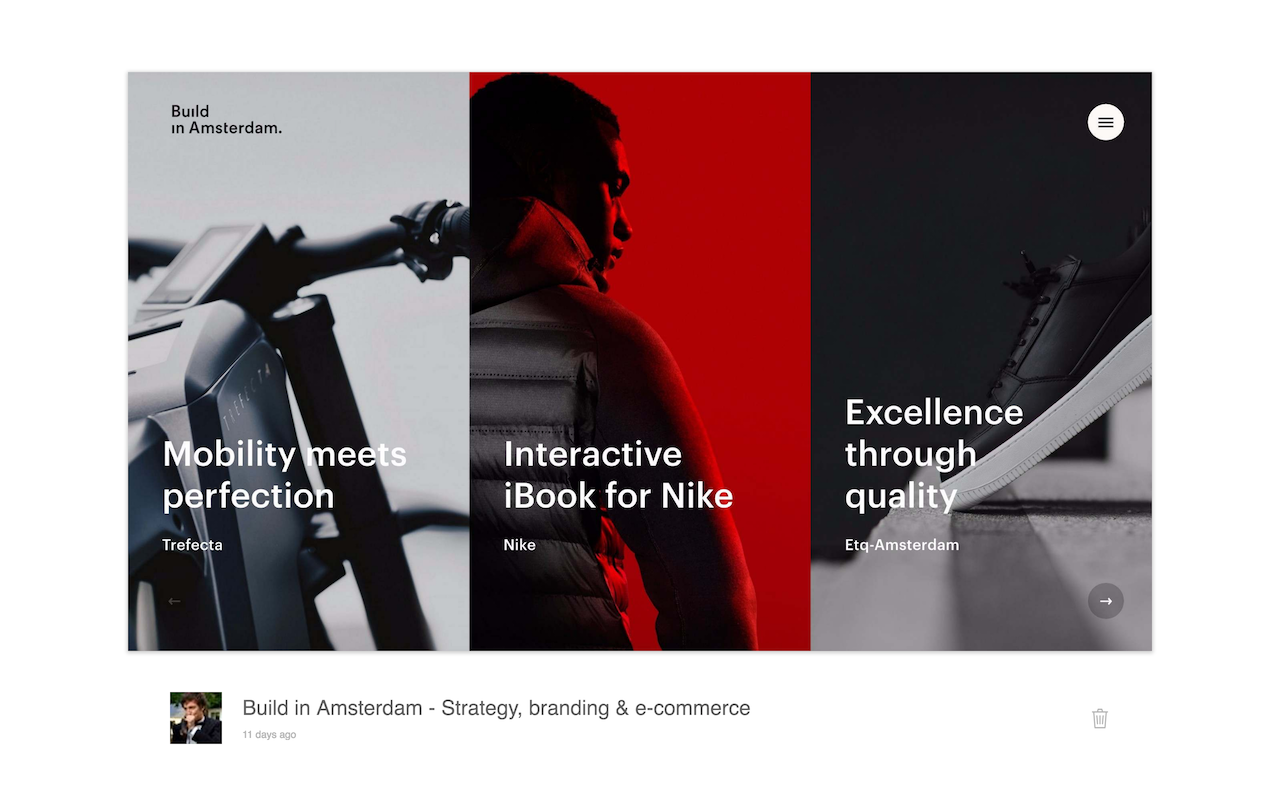 Build
in Amsterdam.
TREFECTA
Mobility meets
perfection
Trefecta
Interactive
iBook for Nike
Nike
Excellence
through
quality
Etq-Amsterdam
Build in Amsterdam - Strategy, branding & e-commerce
11 days ago